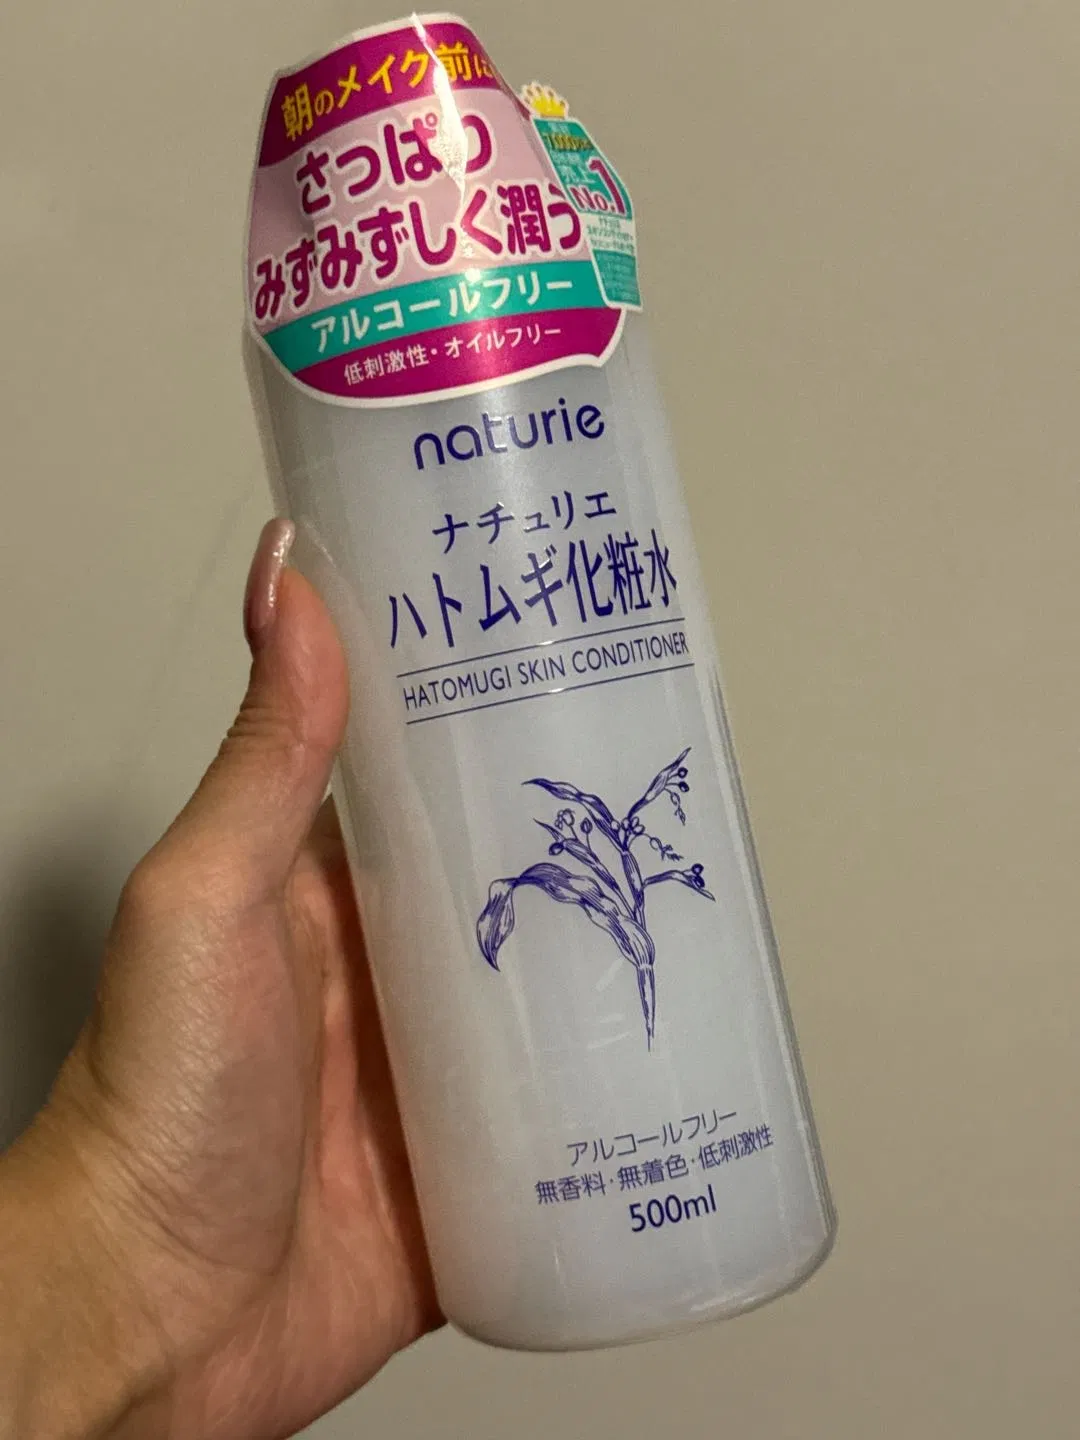 朝のメイク前に
さっぱり
みずみずしく潤う
アルコールフリー
低刺激性・オイルフリー
No.1
naturie
ナチュリエ
ハトムギ化粧水
HATOMUGI SKIN CONDITIONER
アルコールフリー
無香料・無着色・低刺激性
500ml